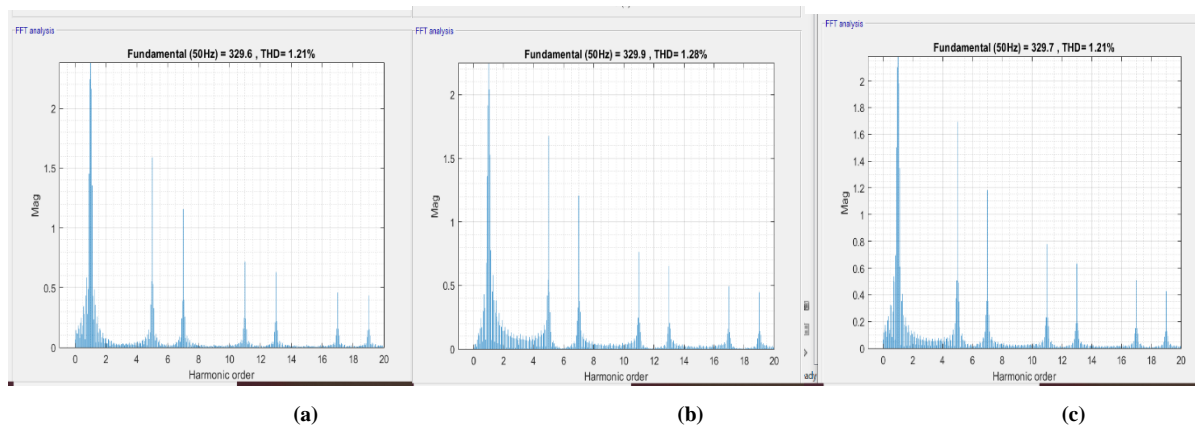 FFT analysis
Fundamental (50Hz) = 329.6 , THD= 1.21%
2
1.5
1
0.5
0
Mag
0 2 4 6 8 10 12 14 16 18 20
Harmonic order
(a)
FFT analysis
Fundamental (50Hz) = 329.9 , THD= 1.28%
2
1.5
1
0.5
0
Mag
0 2 4 6 8 10 12 14 16 18 20
Harmonic order
(b)
FFT analysis
Fundamental (50Hz) = 329.7 , THD= 1.21%
2
1.8
1.6
1.4
1.2
1
0.8
0.6
0.4
0.2
0
Mag
0 2 4 6 8 10 12 14 16 18 20
Harmonic order
(c)